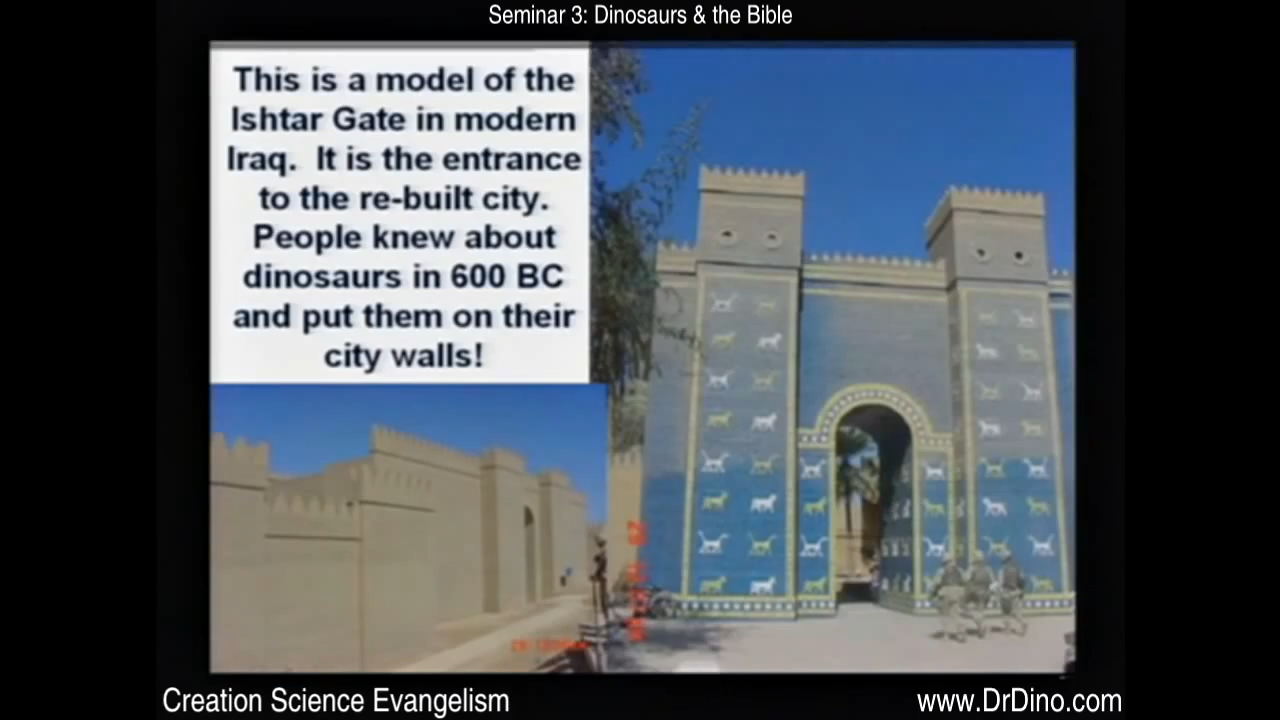 Seminar 3: Dinosaurs & the Bible
This is a model of the
Ishtar Gate in modern
Iraq.  It is the entrance
to the re-built city.
People knew about
dinosaurs in 600 BC
and put them on their
city walls!
Creation Science Evangelism
www.DrDino.com